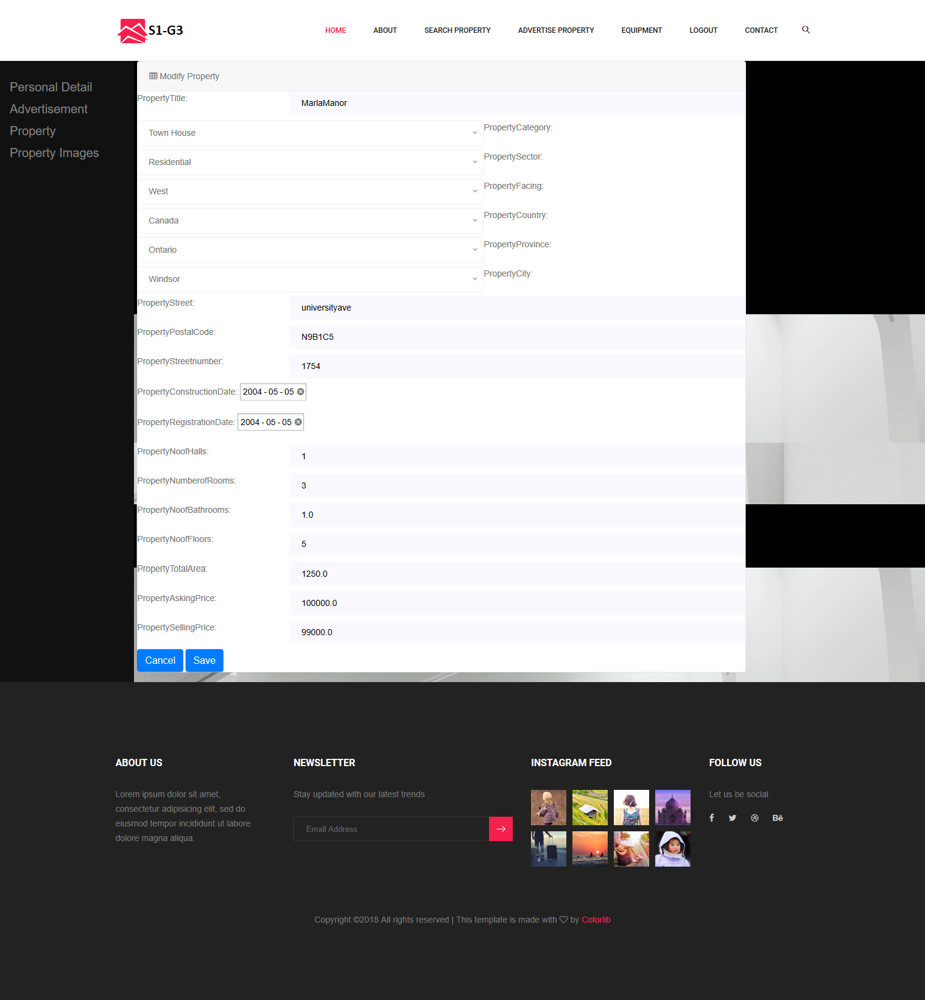 S1-G3
HOME ABOUT SEARCH PROPERTY ADVERTISE PROPERTY EQUIPMENT LOGOUT CONTACT
Personal Detail
Advertisement
Property
Property Images
Modify Property
PropertyTitle: MarlaManor
Town House PropertyCategory:
Residential PropertySector:
West PropertyFacing:
Canada PropertyCountry:
Ontario PropertyProvince:
Windsor PropertyCity:
PropertyStreet: universityave
PropertyPostalCode: N9B1C5
PropertyStreetnumber: 1754
PropertyConstructionDate: 2004-05-05
PropertyRegistrationDate: 2004-05-05
PropertyNoofHalls: 1
PropertyNumberofRooms: 3
PropertyNoofBathrooms: 1.0
PropertyNoofFloors: 5
PropertyTotalArea: 1250.0
PropertyAskingPrice: 100000.0
PropertySellingPrice: 99000.0
Cancel Save
ABOUT US
Lorem ipsum dolor sit amet,
consectetur adipisicing elit, sed do
eiusmod tempor incididunt ut labore
dolore magna aliqua.
NEWSLETTER
Stay updated with our latest trends
Email Address
INSTAGRAM FEED
FOLLOW US
Let us be social
Copyright ©2018 All rights reserved | This template is made with ♡ by Colorlib